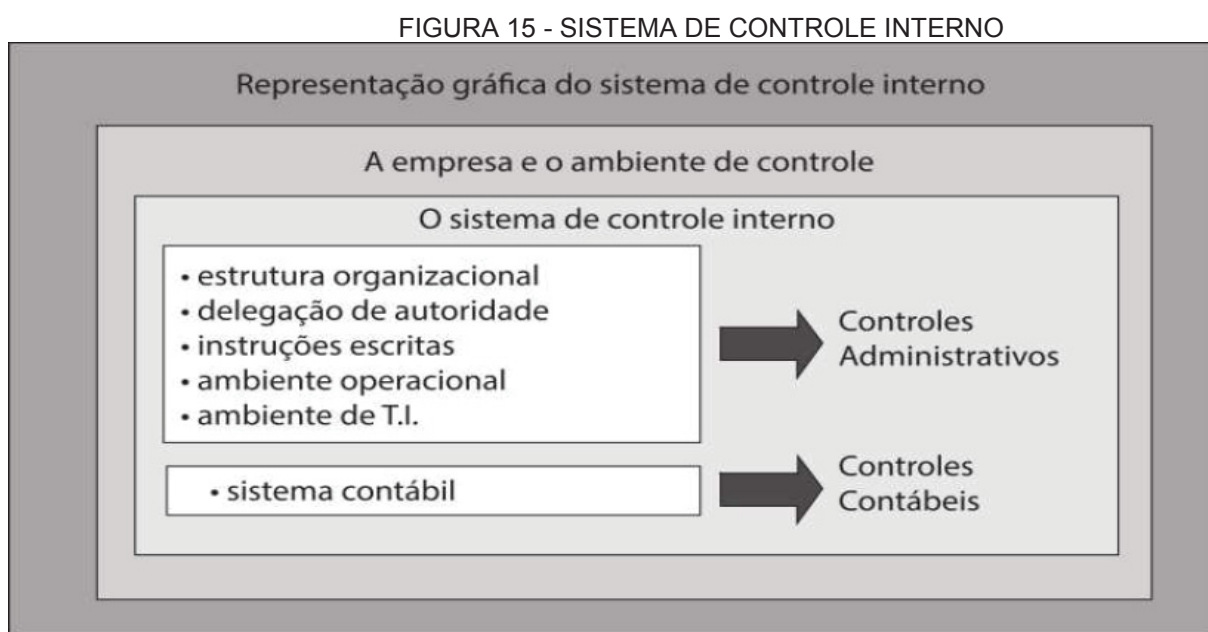 FIGURA 15 - SISTEMA DE CONTROLE INTERNO
Representação gráfica do sistema de controle interno
A empresa e o ambiente de controle
O sistema de controle interno
• estrutura organizacional
• delegação de autoridade
• instruções escritas
• ambiente operacional
• ambiente de T.I.
Controles
Administrativos
• sistema contábil
Controles
Contábeis